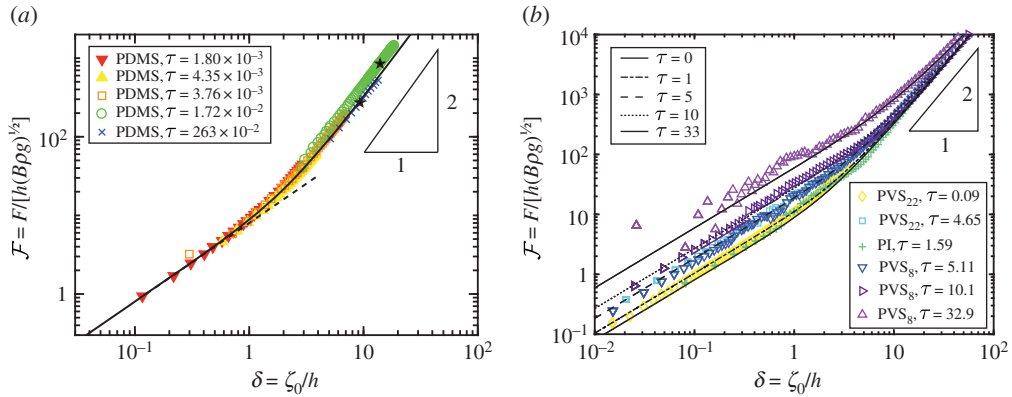 (a)
PDMS, τ = 1.80 × 10⁻³
PDMS, τ = 4.35 × 10⁻³
PDMS, τ = 3.76 × 10⁻³
PDMS, τ = 1.72 × 10⁻²
PDMS, τ = 263 × 10⁻²
2
1
10²
1
ℱ = F/[h(Bρg)^½]
10⁻¹
1
10
10²
δ = ζ₀/h
(b)
τ = 0
τ = 1
τ = 5
τ = 10
τ = 33
2
1
PVS₂₂, τ = 0.09
PVS₂₂, τ = 4.65
PI, τ = 1.59
PVS₈, τ = 5.11
PVS₈, τ = 10.1
PVS₈, τ = 32.9
10⁴
10³
10²
10
1
10⁻¹
ℱ = F/[h(Bρg)^½]
10⁻²
10⁻¹
1
10
10²
δ = ζ₀/h